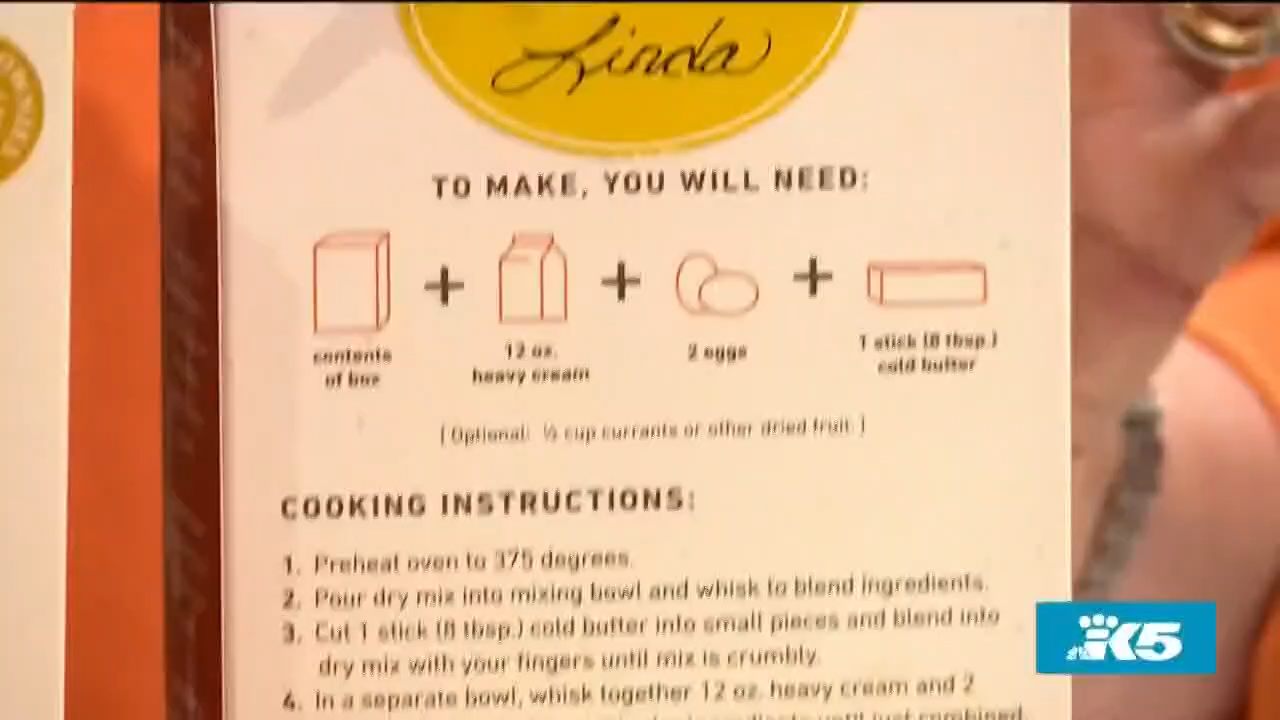 Linda
TO MAKE, YOU WILL NEED:
contents
of box
+
12 oz.
heavy cream
+
2 eggs
+
1 stick (8 tbsp.)
cold butter
[ Optional: ½ cup currants or other dried fruit ]
COOKING INSTRUCTIONS:
1. Preheat oven to 375 degrees.
2. Pour dry mix into mixing bowl and whisk to blend ingredients.
3. Cut 1 stick (8 tbsp.) cold butter into small pieces and blend into
dry mix with your fingers until mix is crumbly.
4. In a separate bowl, whisk together 12 oz. heavy cream and 2
ingredients until just combined.
K5